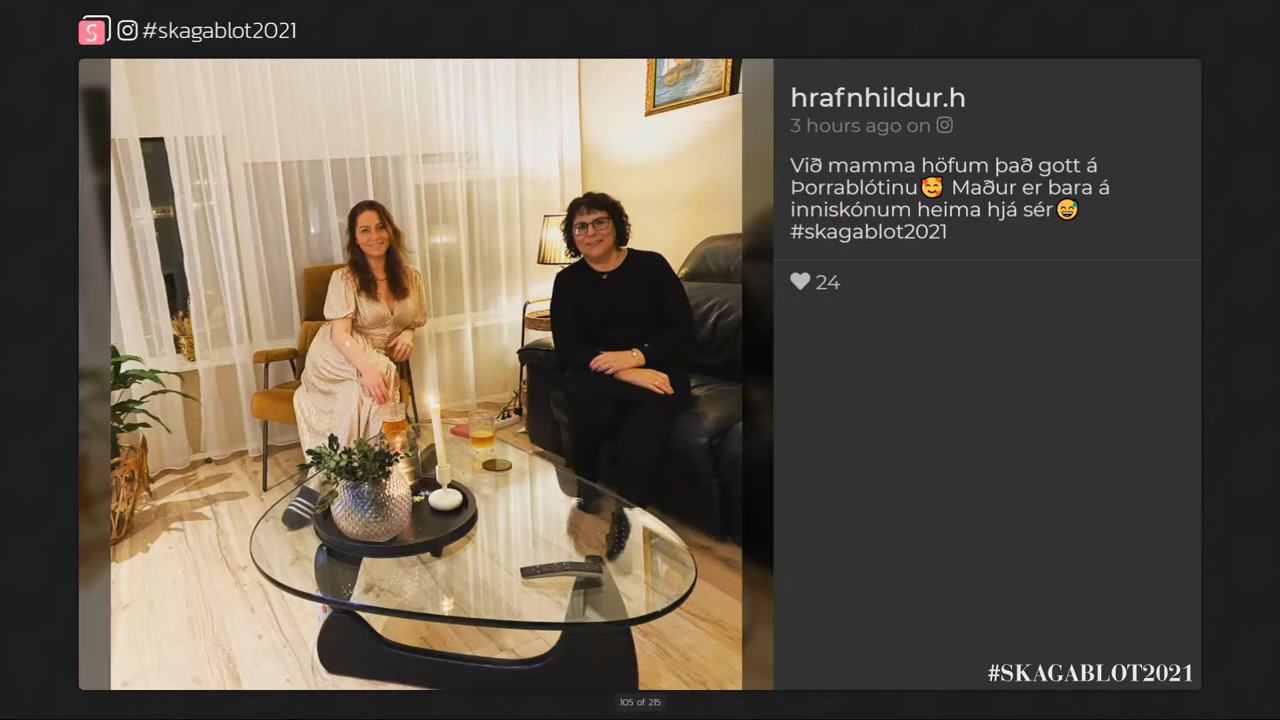 S #skagablot2021
hrafnhildur.h
3 hours ago on
Við mamma höfum það gott á
Þorrablótinu🥰 Maður er bara á
inniskónum heima hjá sér😅
#skagablot2021
24
#SKAGABLOT2021
105 of 215